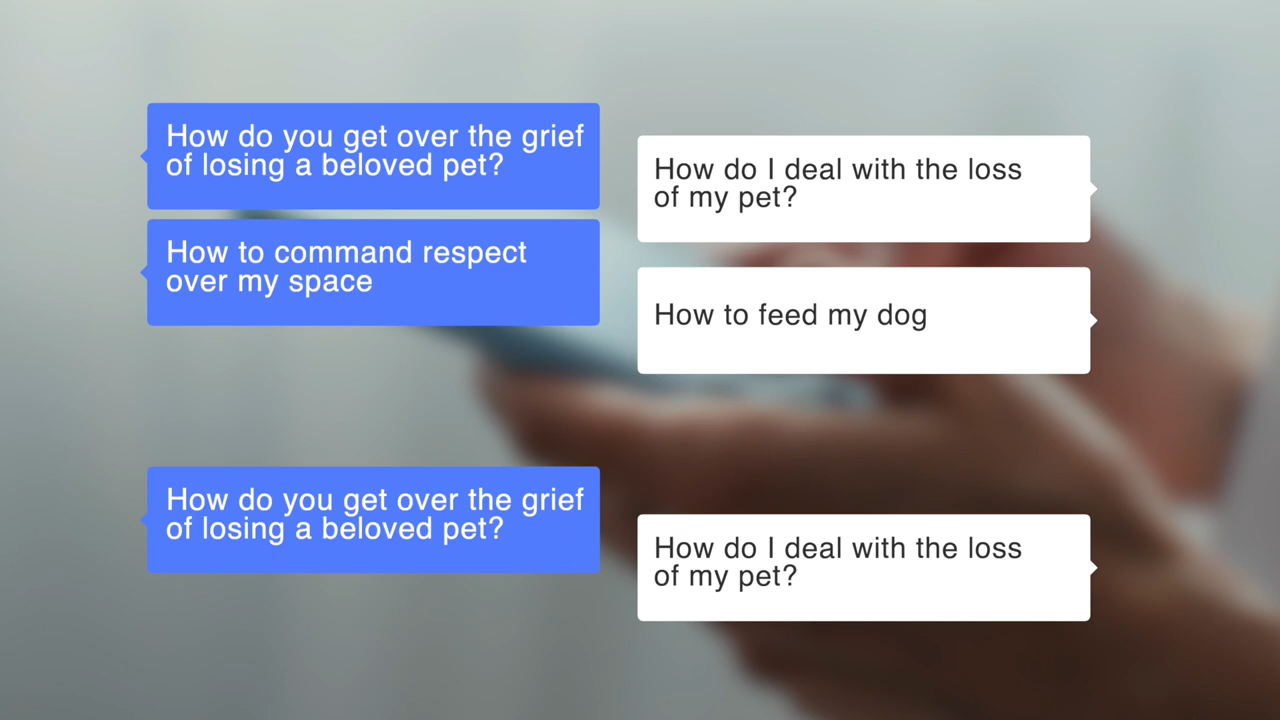 How do you get over the grief
of losing a beloved pet?
How do I deal with the loss
of my pet?
How to command respect
over my space
How to feed my dog
How do you get over the grief
of losing a beloved pet?
How do I deal with the loss
of my pet?